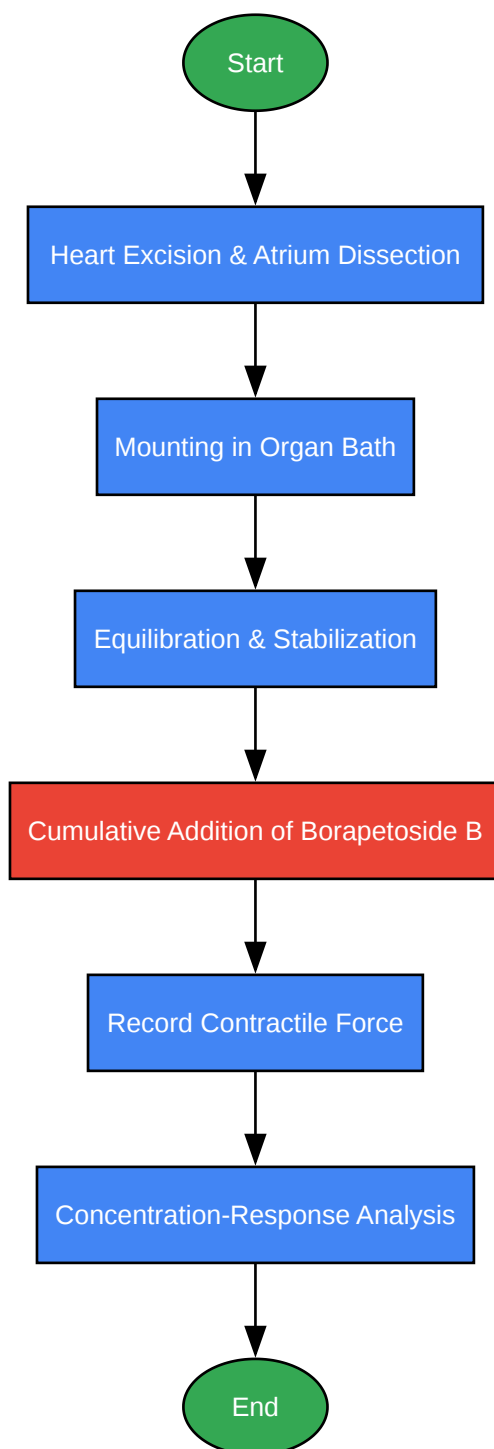 Start
Heart Excision & Atrium Dissection
Mounting in Organ Bath
Equilibration & Stabilization
Cumulative Addition of Borapetoside B
Record Contractile Force
Concentration-Response Analysis
End